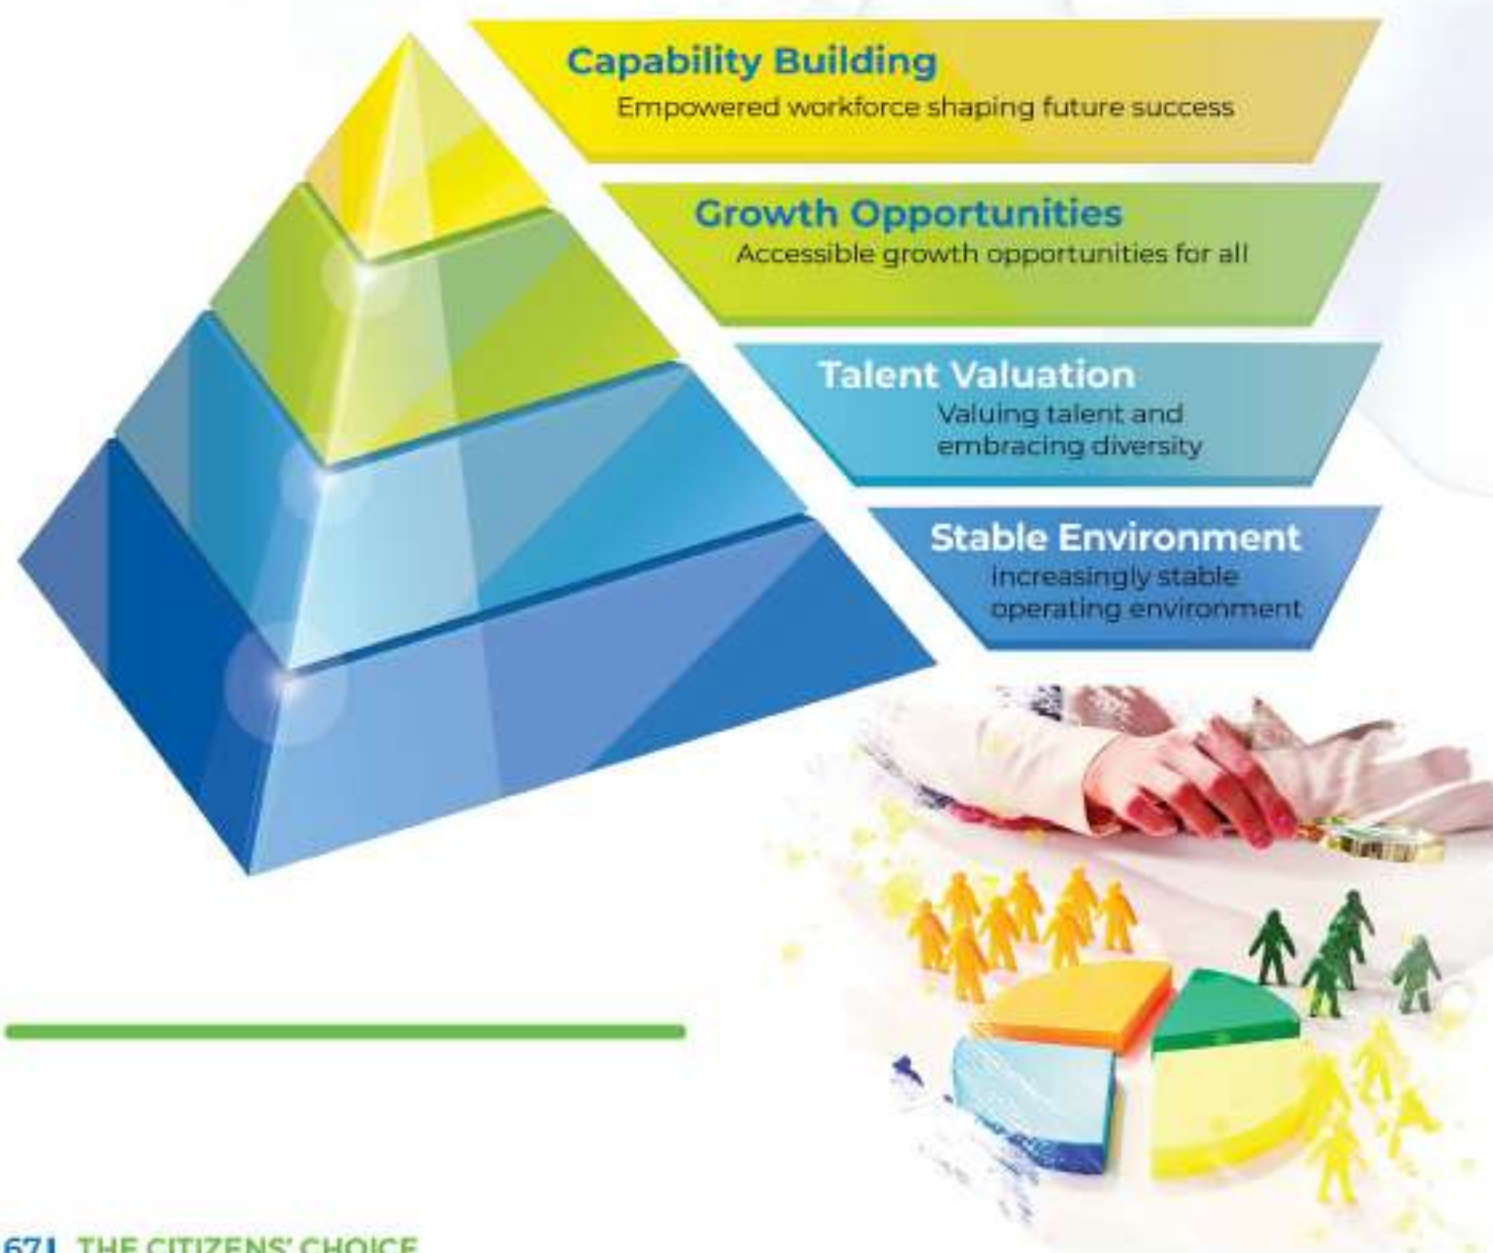 Capability Building
Empowered workforce shaping future success
Growth Opportunities
Accessible growth opportunities for all
Talent Valuation
Valuing talent and
embracing diversity
Stable Environment
increasingly stable
operating environment
67| THE CITIZENS' CHOICE